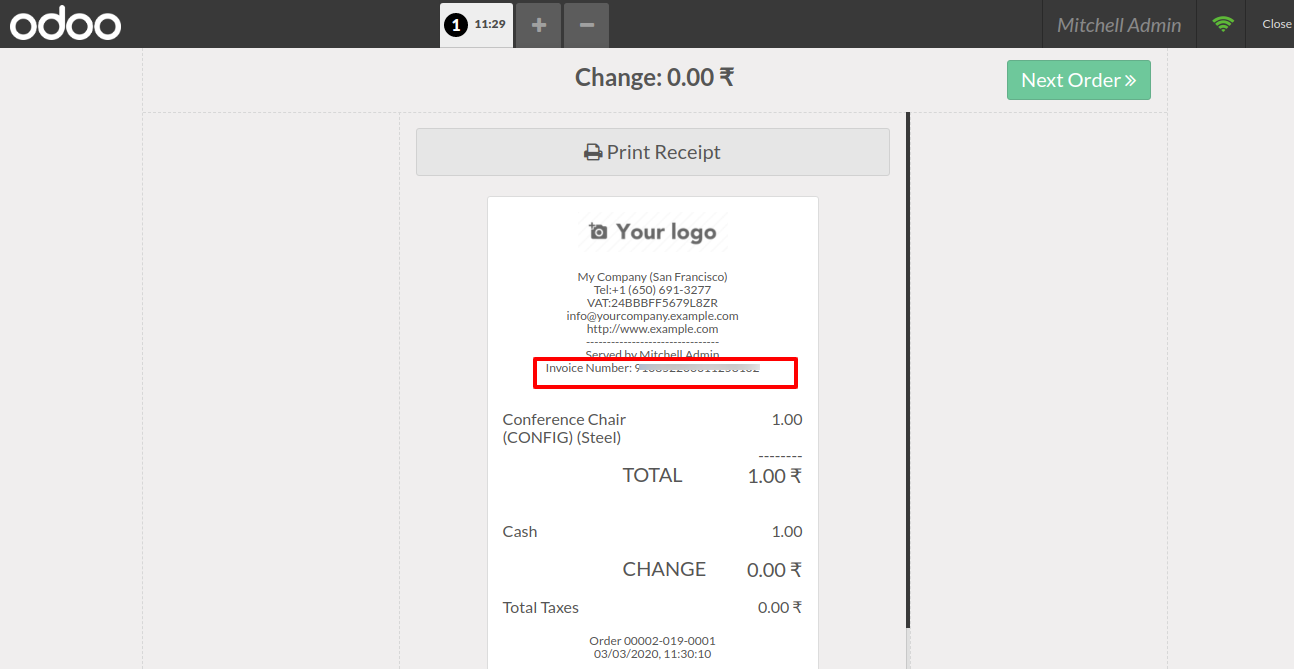 odoo
1 11:29 + −
Mitchell Admin
Close
Change: 0.00 ₹
Next Order »
Print Receipt
Your logo
My Company (San Francisco)
Tel:+1 (650) 691-3277
VAT:24BBBFF5679L8ZR
info@yourcompany.example.com
http://www.example.com
--------------------------------
Served by Mitchell Admin
Invoice Number:
Conference Chair 1.00
(CONFIG) (Steel)
--------
TOTAL 1.00 ₹
Cash 1.00
CHANGE 0.00 ₹
Total Taxes 0.00 ₹
Order 00002-019-0001
03/03/2020, 11:30:10